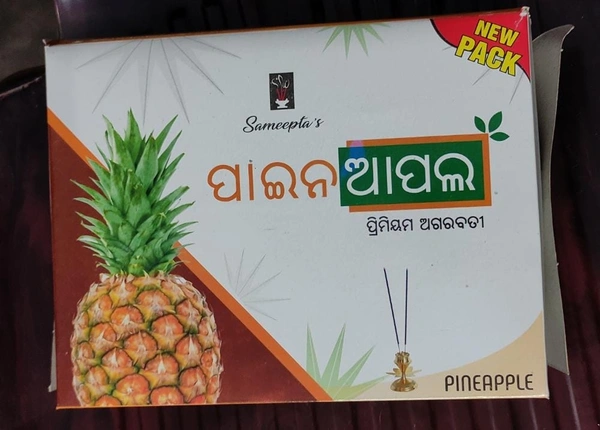 NEW
PACK
Sameepta's
ପାଇନଆପଲ
ପ୍ରିମିୟମ ଅଗରବତୀ
PINEAPPLE